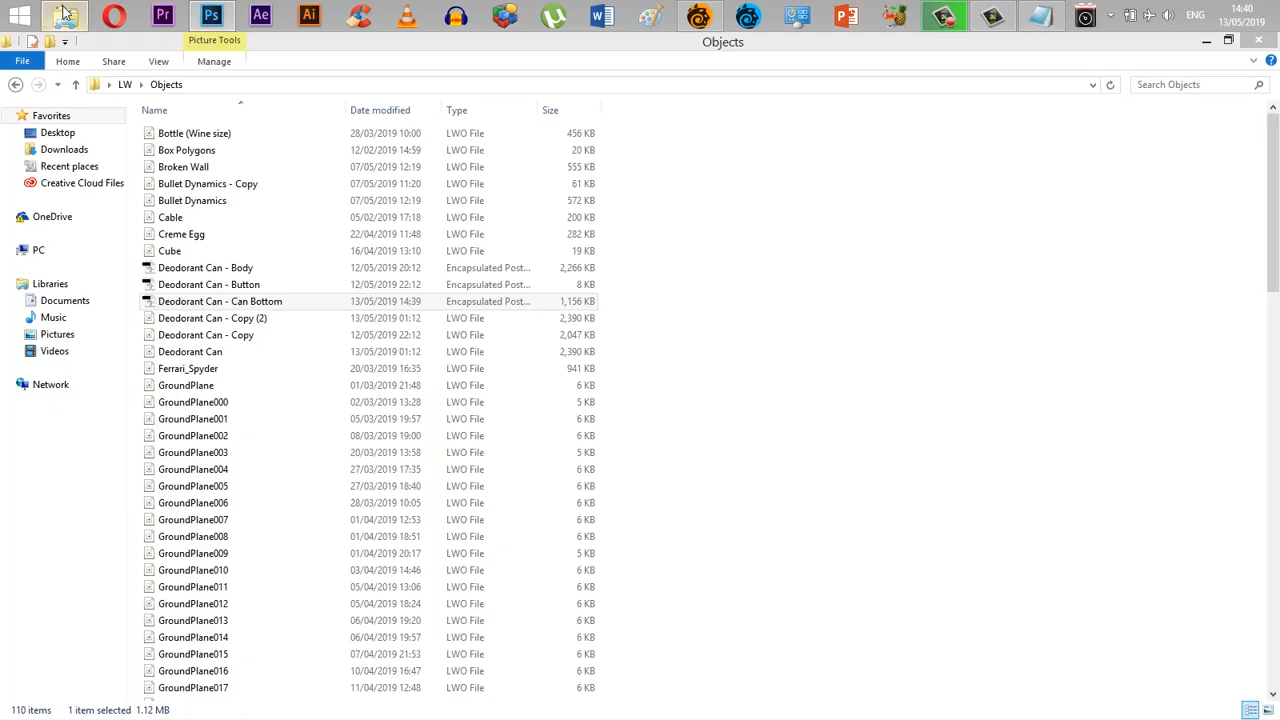 Pr Ps Ae Ai W P ENG 14:40
13/05/2019
Picture Tools Objects
File Home Share View Manage
LW Objects Search Objects
Name Date modified Type Size
Favorites
Desktop
Downloads
Recent places
Creative Cloud Files
OneDrive
PC
Libraries
Documents
Music
Pictures
Videos
Network
Bottle (Wine size) 28/03/2019 10:00 LWO File 456 KB
Box Polygons 12/02/2019 14:59 LWO File 20 KB
Broken Wall 07/05/2019 12:19 LWO File 555 KB
Bullet Dynamics - Copy 07/05/2019 11:20 LWO File 61 KB
Bullet Dynamics 07/05/2019 12:19 LWO File 572 KB
Cable 05/02/2019 17:18 LWO File 200 KB
Creme Egg 22/04/2019 11:48 LWO File 282 KB
Cube 16/04/2019 13:10 LWO File 19 KB
Deodorant Can - Body 12/05/2019 20:12 Encapsulated Post... 2,266 KB
Deodorant Can - Button 12/05/2019 22:12 Encapsulated Post... 8 KB
Deodorant Can - Can Bottom 13/05/2019 14:39 Encapsulated Post... 1,156 KB
Deodorant Can - Copy (2) 13/05/2019 01:12 LWO File 2,390 KB
Deodorant Can - Copy 12/05/2019 22:12 LWO File 2,047 KB
Deodorant Can 13/05/2019 01:12 LWO File 2,390 KB
Ferrari_Spyder 20/03/2019 16:35 LWO File 941 KB
GroundPlane 01/03/2019 21:48 LWO File 6 KB
GroundPlane000 02/03/2019 13:28 LWO File 5 KB
GroundPlane001 05/03/2019 19:57 LWO File 6 KB
GroundPlane002 08/03/2019 19:00 LWO File 6 KB
GroundPlane003 20/03/2019 13:58 LWO File 5 KB
GroundPlane004 27/03/2019 17:35 LWO File 6 KB
GroundPlane005 27/03/2019 18:40 LWO File 6 KB
GroundPlane006 28/03/2019 10:05 LWO File 6 KB
GroundPlane007 01/04/2019 12:53 LWO File 6 KB
GroundPlane008 01/04/2019 18:51 LWO File 6 KB
GroundPlane009 01/04/2019 20:17 LWO File 5 KB
GroundPlane010 03/04/2019 14:46 LWO File 6 KB
GroundPlane011 05/04/2019 13:06 LWO File 6 KB
GroundPlane012 05/04/2019 18:24 LWO File 6 KB
GroundPlane013 06/04/2019 19:20 LWO File 6 KB
GroundPlane014 06/04/2019 19:57 LWO File 6 KB
GroundPlane015 07/04/2019 21:53 LWO File 6 KB
GroundPlane016 10/04/2019 16:47 LWO File 6 KB
GroundPlane017 11/04/2019 12:48 LWO File 6 KB
110 items 1 item selected 1.12 MB